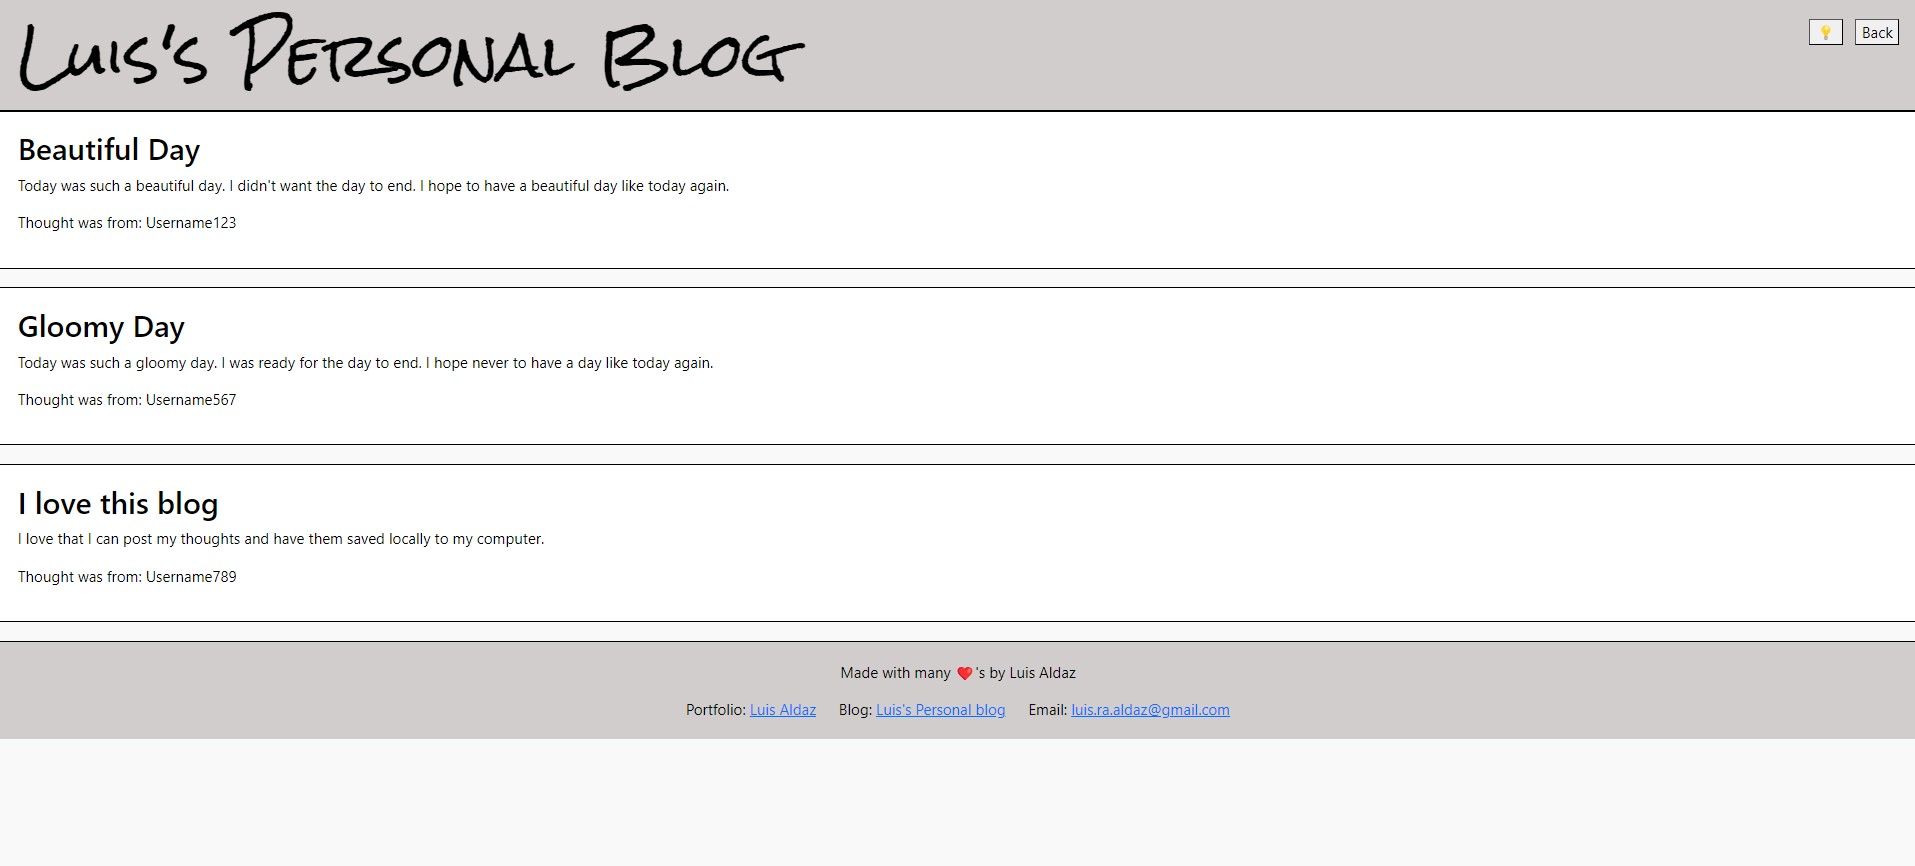 Luis's Personal Blog
Back
Beautiful Day
Today was such a beautiful day. I didn't want the day to end. I hope to have a beautiful day like today again.
Thought was from: Username123
Gloomy Day
Today was such a gloomy day. I was ready for the day to end. I hope never to have a day like today again.
Thought was from: Username567
I love this blog
I love that I can post my thoughts and have them saved locally to my computer.
Thought was from: Username789
Made with many ❤️'s by Luis Aldaz
Portfolio: Luis Aldaz Blog: Luis's Personal blog Email: luis.ra.aldaz@gmail.com